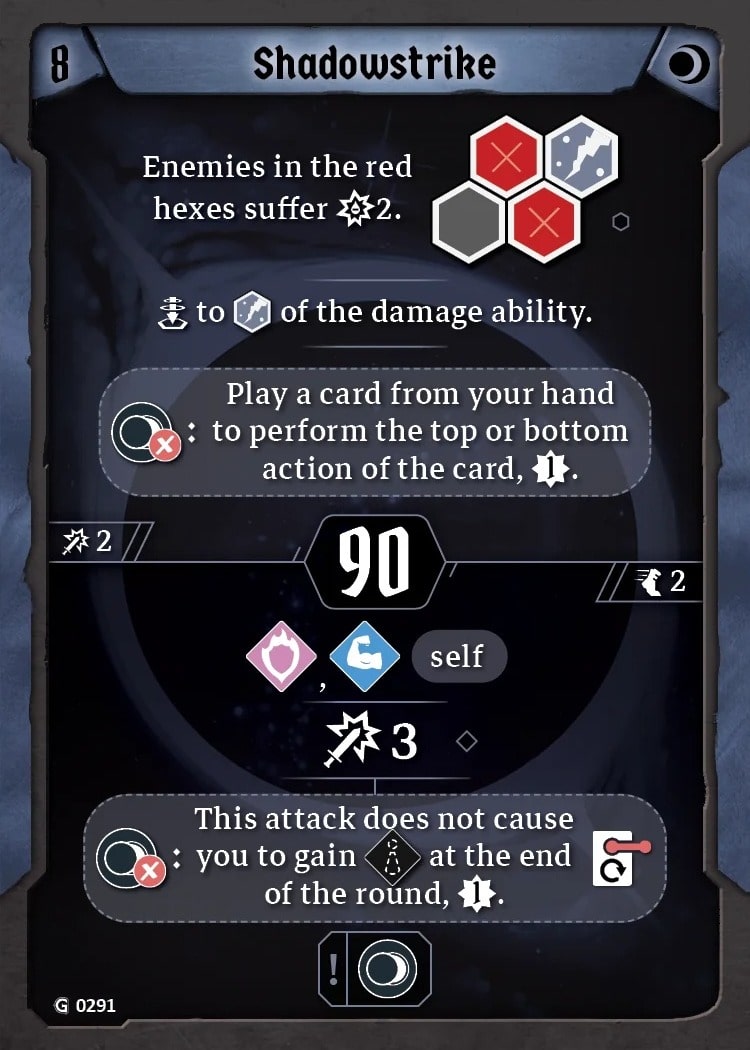 8 Shadowstrike
Enemies in the red
hexes suffer 2.
to of the damage ability.
Play a card from your hand
: to perform the top or bottom
action of the card, 1.
2
90
2
, self
3
This attack does not cause
: you to gain at the end
of the round, 1.
!
G 0291